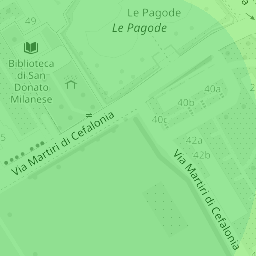 Le Pagode
Le Pagode
49
Biblioteca
di San
Donato
Milanese
40a
40b
40c
42a
42b
5
Via Martiri di Cefalonia
Via Martiri di Cefalonia